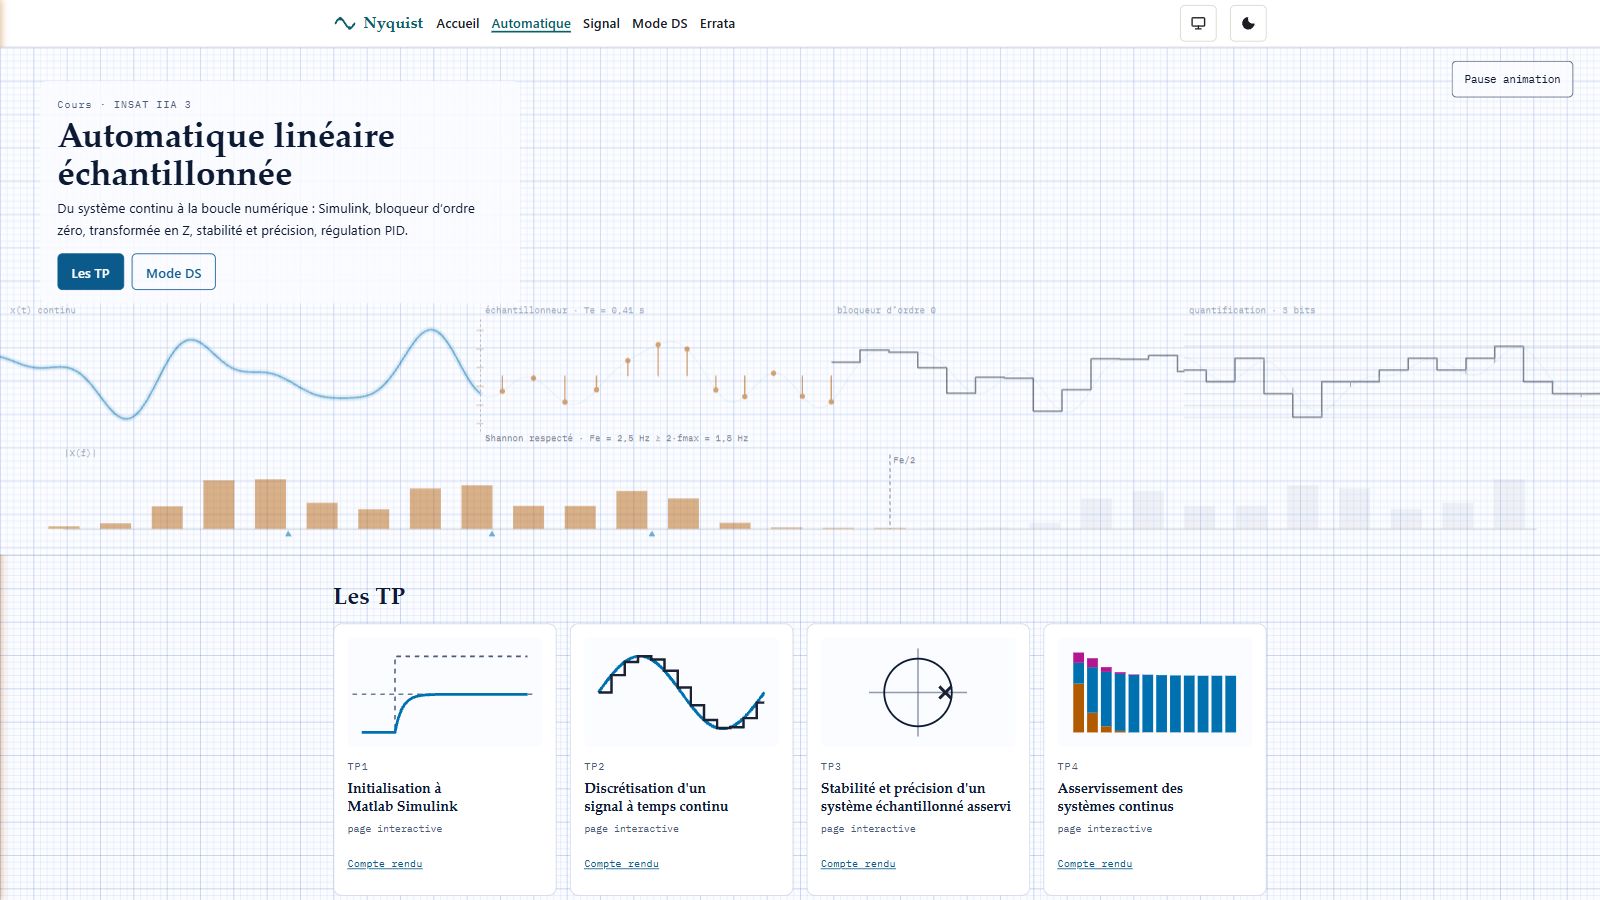 Nyquist Accueil Automatique Signal Mode DS Errata
Pause animation
Cours · INSAT IIA 3
Automatique linéaire
échantillonnée
Du système continu à la boucle numérique : Simulink, bloqueur d'ordre
zéro, transformée en Z, stabilité et précision, régulation PID.
Les TP Mode DS
x(t) continu
échantillonneur · Te = 0,41 s
bloqueur d'ordre 0
quantification · 3 bits
Shannon respecté · Fe = 2,5 Hz ≥ 2·fmax = 1,8 Hz
|X(f)|
Fe/2
Les TP
TP1
Initialisation à
Matlab Simulink
page interactive
Compte rendu
TP2
Discrétisation d'un
signal à temps continu
page interactive
Compte rendu
TP3
Stabilité et précision d'un
système échantillonné asservi
page interactive
Compte rendu
TP4
Asservissement des
systèmes continus
page interactive
Compte rendu